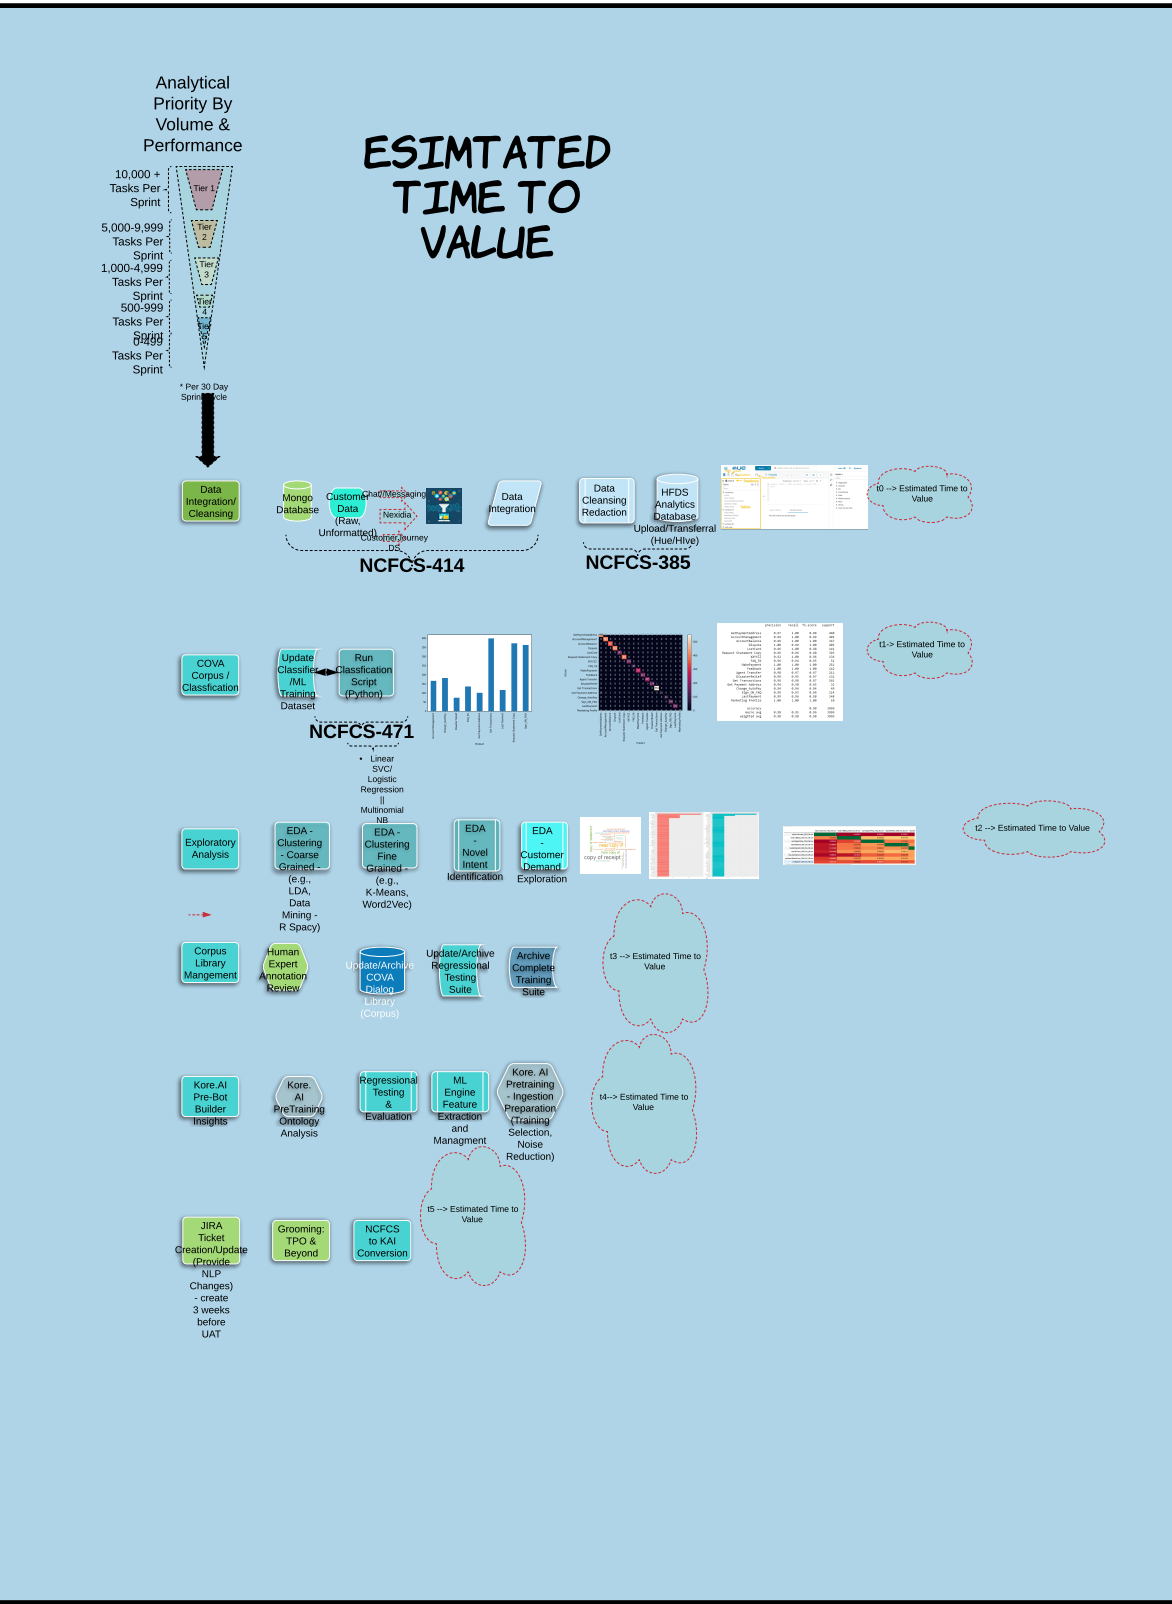 Analytical
Priority By
Volume &
Performance
ESIMTATED
TIME TO
VALUE
10,000 +
Tasks Per
Sprint
Tier 1
5,000-9,999
Tasks Per
Sprint
Tier
2
1,000-4,999
Tasks Per
Sprint
Tier
3
500-999
Tasks Per
Sprint
Tier
4
0-499
Tasks Per
Sprint
Tier
* Per 30 Day
Sprint Cycle
Data
Integration/
Cleansing
Mongo
Database
Customer
Data
(Raw,
Unformatted)
Chat/Messaging
Nexidia
CustomerJourney
DS
Data
Integration
NCFCS-414
Data
Cleansing
Redaction
HFDS
Analytics
Database
Upload/Transferral
(Hue/HIve)
NCFCS-385
t0 --> Estimated Time to
Value
COVA
Corpus /
Classfication
Update
Classifier
/ML
Training
Dataset
Run
Classfication
Script
(Python)
NCFCS-471
• Linear
SVC/
Logistic
Regression
||
Multinomial
NB
t1-> Estimated Time to
Value
Exploratory
Analysis
EDA -
Clustering
- Coarse
Grained -
(e.g.,
LDA,
Data
Mining -
R Spacy)
EDA -
Clustering
Fine
Grained -
(e.g.,
K-Means,
Word2Vec)
EDA
-
Novel
Intent
Identification
EDA
-
Customer
Demand
Exploration
copy of receipt
t2 --> Estimated Time to Value
Corpus
Library
Mangement
Human
Expert
Annotation
Review
Update/Archive
COVA
Dialog
Library
(Corpus)
Update/Archive
Regressional
Testing
Suite
Archive
Complete
Training
Suite
t3 --> Estimated Time to
Value
Kore.AI
Pre-Bot
Builder
Insights
Kore.
AI
PreTraining
Ontology
Analysis
Regressional
Testing
&
Evaluation
ML
Engine
Feature
Extraction
and
Managment
Kore. AI
Pretraining
- Ingestion
Preparation
(Training
Selection,
Noise
Reduction)
t4--> Estimated Time to
Value
JIRA
Ticket
Creation/Update
(Provide
NLP
Changes)
- create
3 weeks
before
UAT
Grooming:
TPO &
Beyond
NCFCS
to KAI
Conversion
t5 --> Estimated Time to
Value